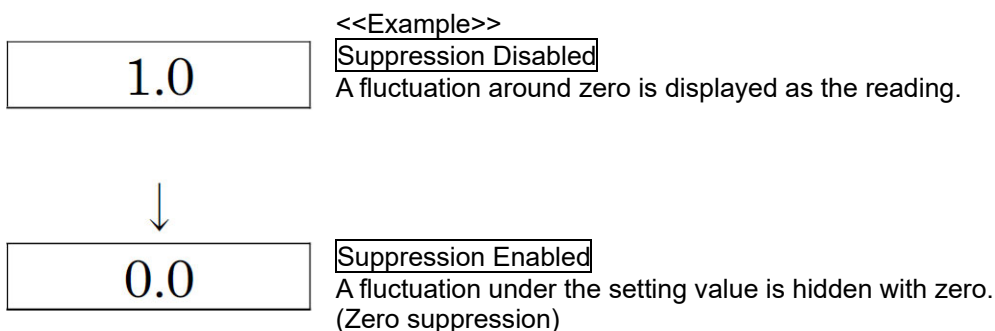 <<Example>>
Suppression Disabled
1.0
A fluctuation around zero is displayed as the reading.
↓
0.0
Suppression Enabled
A fluctuation under the setting value is hidden with zero.
(Zero suppression)